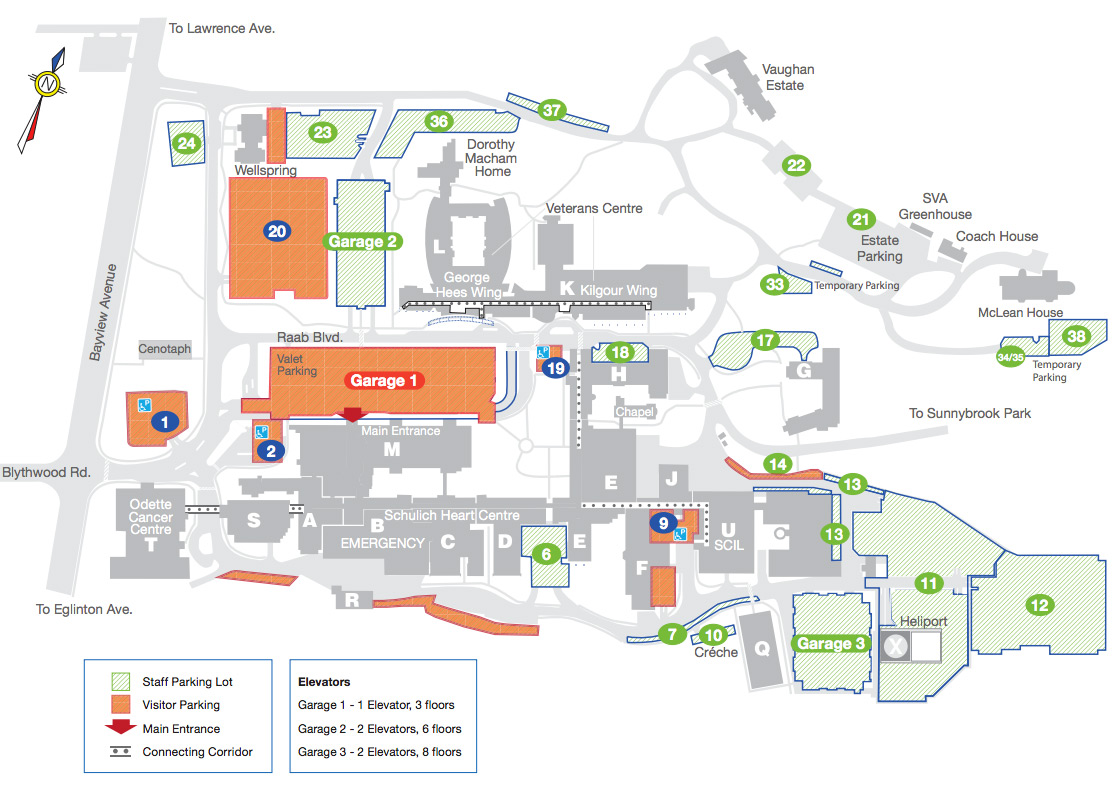 To Lawrence Ave.
N
Vaughan
Estate
37
36
23
24
Dorothy
Macham
Home
22
Wellspring
SVA
Greenhouse
Veterans Centre
21
20
Garage 2
L
Estate
Parking
Coach House
George
Hees Wing
K Kilgour Wing
33
Temporary Parking
McLean House
Bayview Avenue
Raab Blvd.
Cenotaph
Valet
Parking
Garage 1
19
18
17
38
34/35
Temporary
Parking
H
G
Chapel
1
2
P
P
P
Main Entrance
M
To Sunnybrook Park
Blythwood Rd.
14
13
E
J
Odette
Cancer
Centre
T
S
A
B
Schulich Heart Centre
EMERGENCY
C
D
6
E
9
P
U
SCIL
13
F
11
12
R
To Eglinton Ave.
7
10
Créche
Q
Garage 3
Heliport
X
Staff Parking Lot
Visitor Parking
Main Entrance
Connecting Corridor
Elevators
Garage 1 - 1 Elevator, 3 floors
Garage 2 - 2 Elevators, 6 floors
Garage 3 - 2 Elevators, 8 floors